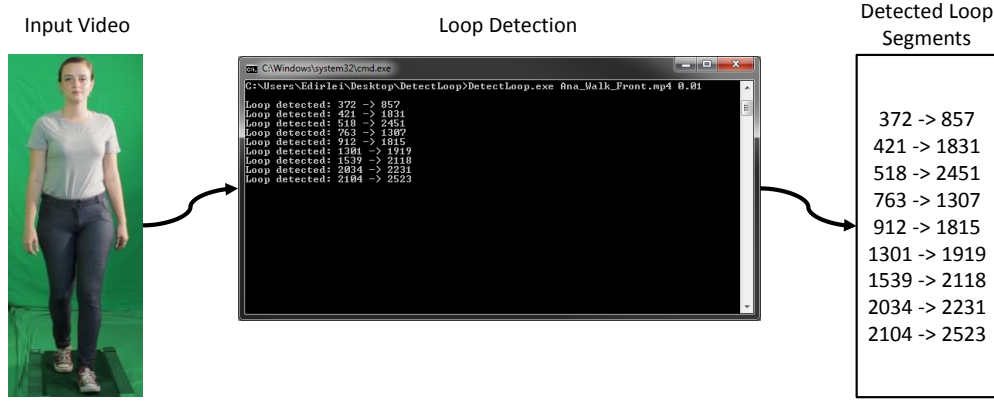 Input Video
Loop Detection
Detected Loop
Segments
C:\Windows\system32\cmd.exe
C:\Users\Edirlei\Desktop\DetectLoop>DetectLoop.exe Ana_Walk_Front.mp4 0.01
Loop detected: 372 -> 857
Loop detected: 421 -> 1831
Loop detected: 518 -> 2451
Loop detected: 763 -> 1307
Loop detected: 912 -> 1815
Loop detected: 1301 -> 1919
Loop detected: 1539 -> 2118
Loop detected: 2034 -> 2231
Loop detected: 2104 -> 2523
372 -> 857
421 -> 1831
518 -> 2451
763 -> 1307
912 -> 1815
1301 -> 1919
1539 -> 2118
2034 -> 2231
2104 -> 2523